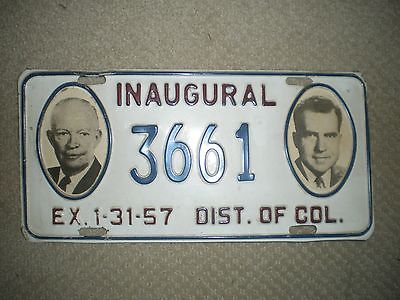 INAUGURAL
3661
EX. 1-31-57 DIST. OF COL.